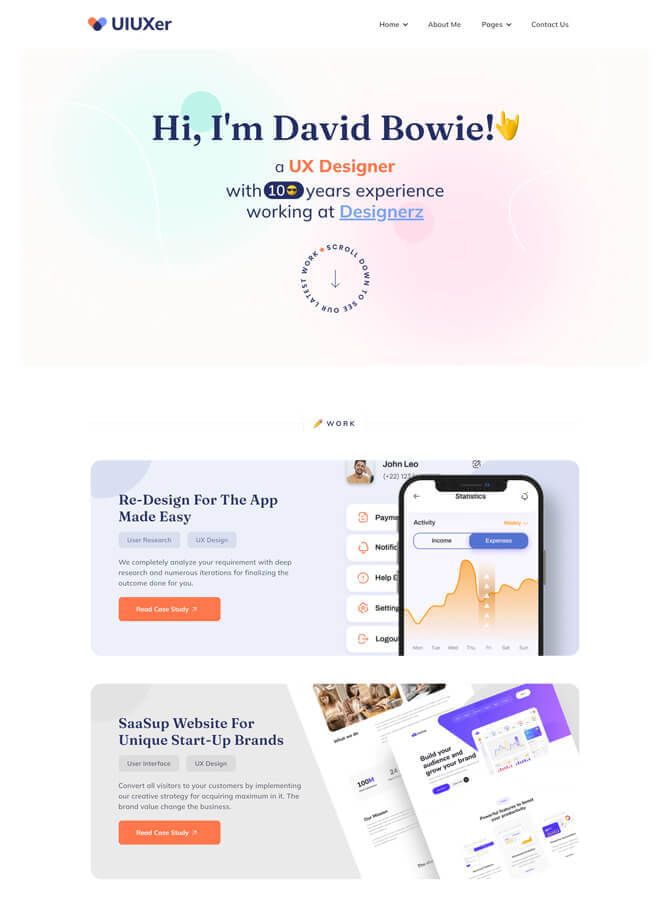 UIUXer
Home About Me Pages Contact Us
Hi, I'm David Bowie!
a UX Designer
with 10 years experience
working at Designerz
SCROLL DOWN TO SEE OUR LATEST WORK
WORK
Re-Design For The App
Made Easy
User Research UX Design
We completely analyze your requirement with deep
research and numerous iterations for finalizing the
outcome done for you.
Read Case Study
John Leo
(+22) 127
Payme
Notific
Help E
Setting
Logout
Statistics
Activity Weekly
Income Expenses
Mon Tue Wed Thu Fri Sat Sun
SaaSup Website For
Unique Start-Up Brands
User Interface UX Design
Convert all visitors to your customers by implementing
our creative strategy for acquiring maximum in it. The
brand value change the business.
Read Case Study
What we do
100M
Our Mission
Build your
audience and
grow your brand
Powerful features to boost
your productivity